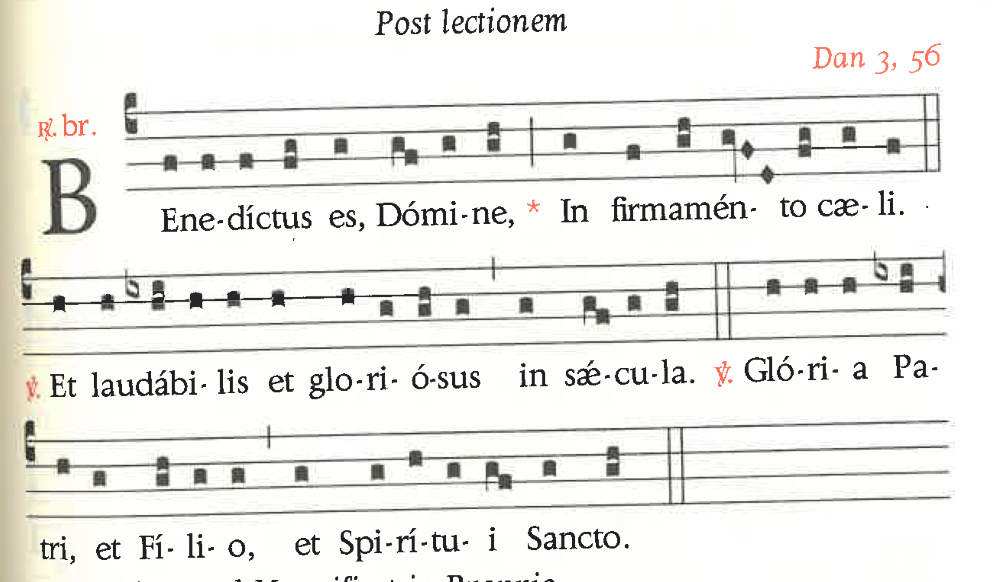 Post lectionem
Dan 3, 56
℟. br.
BEne-díctus es, Dómi-ne, * In firmamén- to cæ- li.
℣. Et laudábi- lis et glo-ri- ó-sus in sǽ-cu-la. ℣. Gló-ri- a Pa-
tri, et Fí- li- o, et Spi-rí-tu- i Sancto.